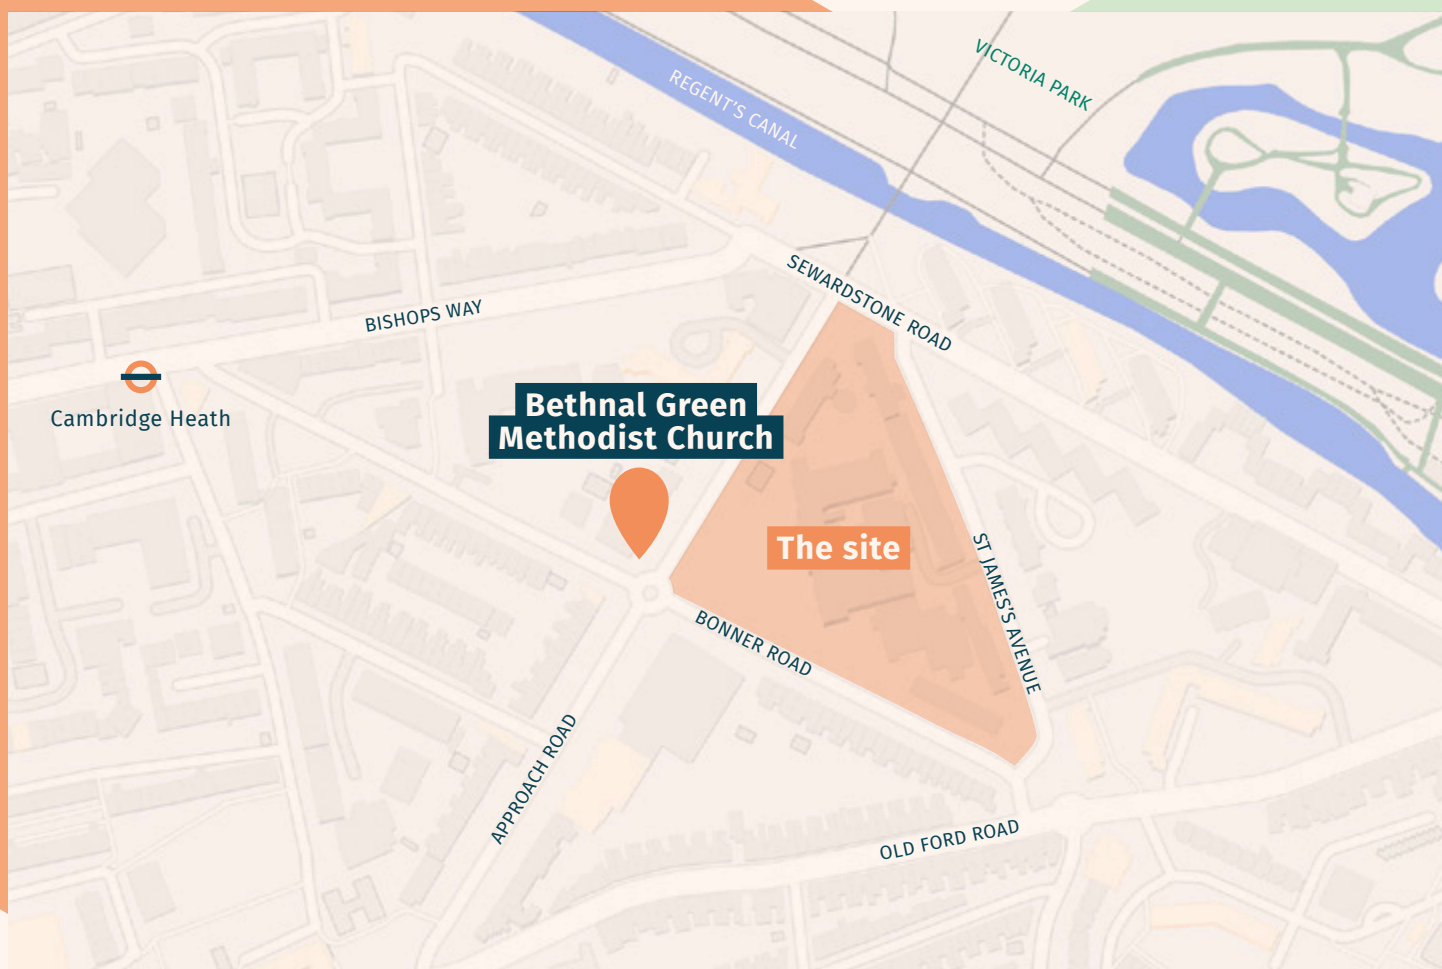 VICTORIA PARK
REGENT'S CANAL
SEWARDSTONE ROAD
BISHOPS WAY
Cambridge Heath
Bethnal Green
Methodist Church
The site
ST JAMES'S AVENUE
BONNER ROAD
APPROACH ROAD
OLD FORD ROAD